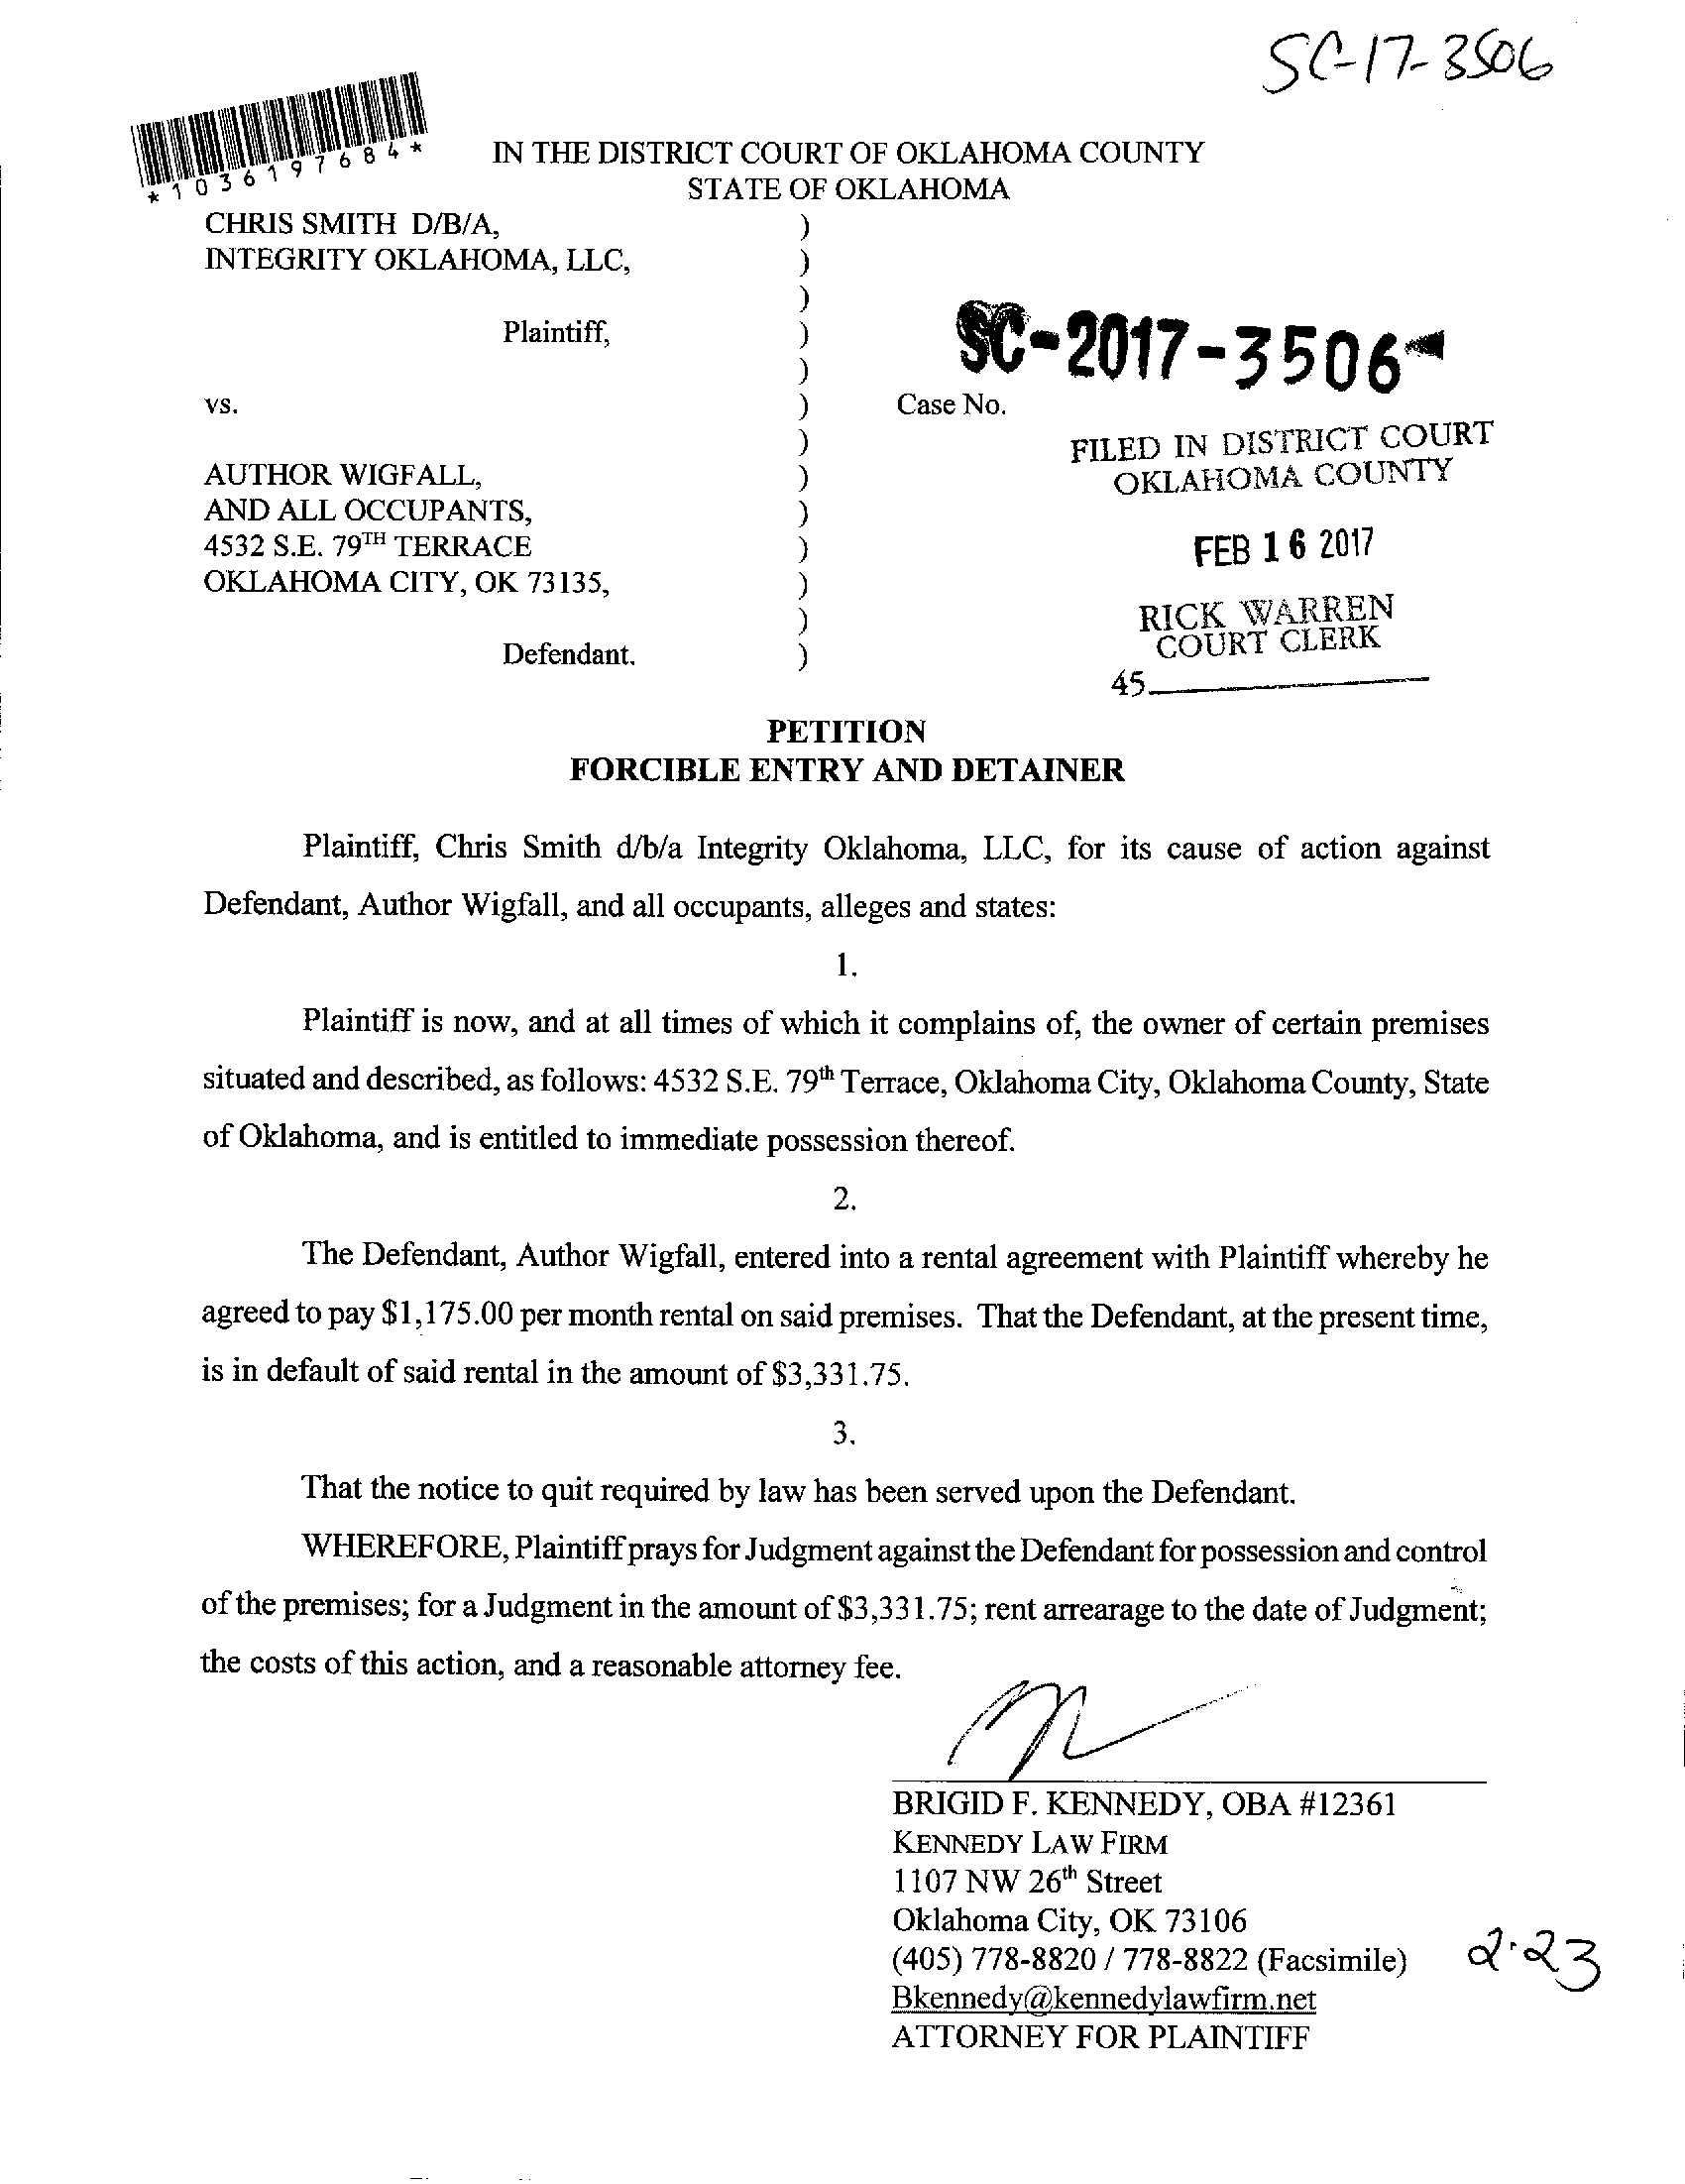 SC-17-3506
*1036197684*
IN THE DISTRICT COURT OF OKLAHOMA COUNTY
STATE OF OKLAHOMA
CHRIS SMITH D/B/A, )
INTEGRITY OKLAHOMA, LLC, )
)
Plaintiff, )
SC-2017-3506
)
vs. ) Case No.
)
FILED IN DISTRICT COURT
OKLAHOMA COUNTY
AUTHOR WIGFALL, )
AND ALL OCCUPANTS, )
4532 S.E. 79TH TERRACE )
FEB 16 2017
OKLAHOMA CITY, OK 73135, )
)
RICK WARREN
COURT CLERK
Defendant. )
45
PETITION
FORCIBLE ENTRY AND DETAINER
Plaintiff, Chris Smith d/b/a Integrity Oklahoma, LLC, for its cause of action against
Defendant, Author Wigfall, and all occupants, alleges and states:
1.
Plaintiff is now, and at all times of which it complains of, the owner of certain premises
situated and described, as follows: 4532 S.E. 79th Terrace, Oklahoma City, Oklahoma County, State
of Oklahoma, and is entitled to immediate possession thereof.
2.
The Defendant, Author Wigfall, entered into a rental agreement with Plaintiff whereby he
agreed to pay $1,175.00 per month rental on said premises. That the Defendant, at the present time,
is in default of said rental in the amount of $3,331.75.
3.
That the notice to quit required by law has been served upon the Defendant.
WHEREFORE, Plaintiff prays for Judgment against the Defendant for possession and control
of the premises; for a Judgment in the amount of $3,331.75; rent arrearage to the date of Judgment;
the costs of this action, and a reasonable attorney fee.
BRIGID F. KENNEDY, OBA #12361
KENNEDY LAW FIRM
1107 NW 26th Street
Oklahoma City, OK 73106
(405) 778-8820 / 778-8822 (Facsimile)
2.23
Bkennedy@kennedylawfirm.net
ATTORNEY FOR PLAINTIFF